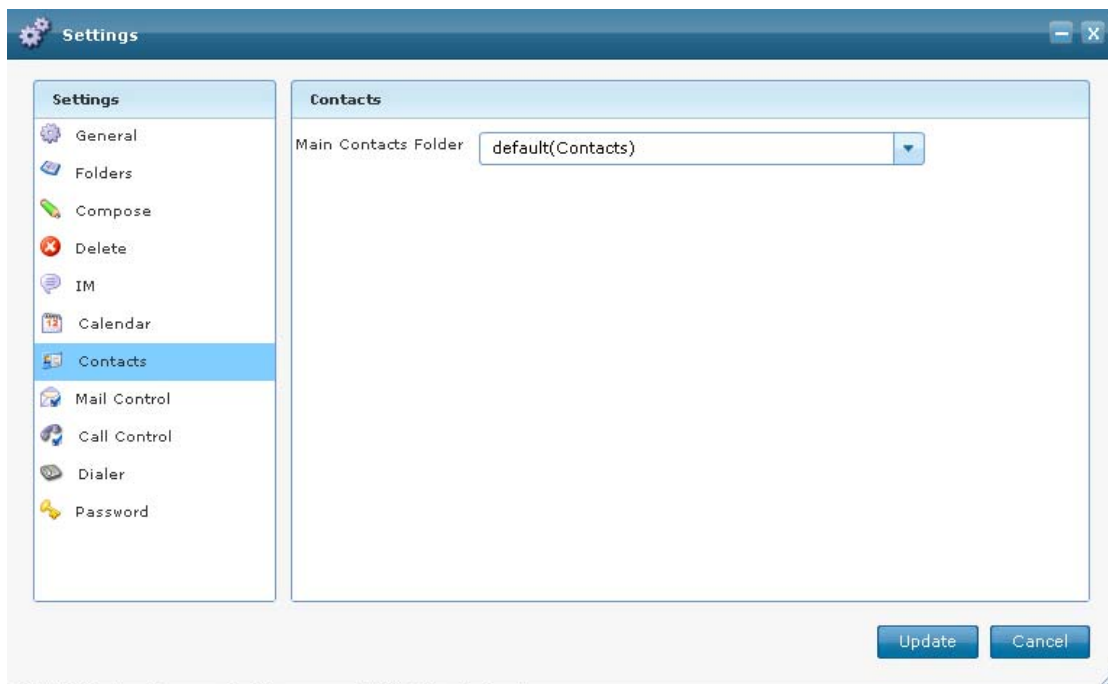 Settings
Settings
General
Folders
Compose
Delete
IM
Calendar
Contacts
Mail Control
Call Control
Dialer
Password
Contacts
Main Contacts Folder default(Contacts)
Update Cancel